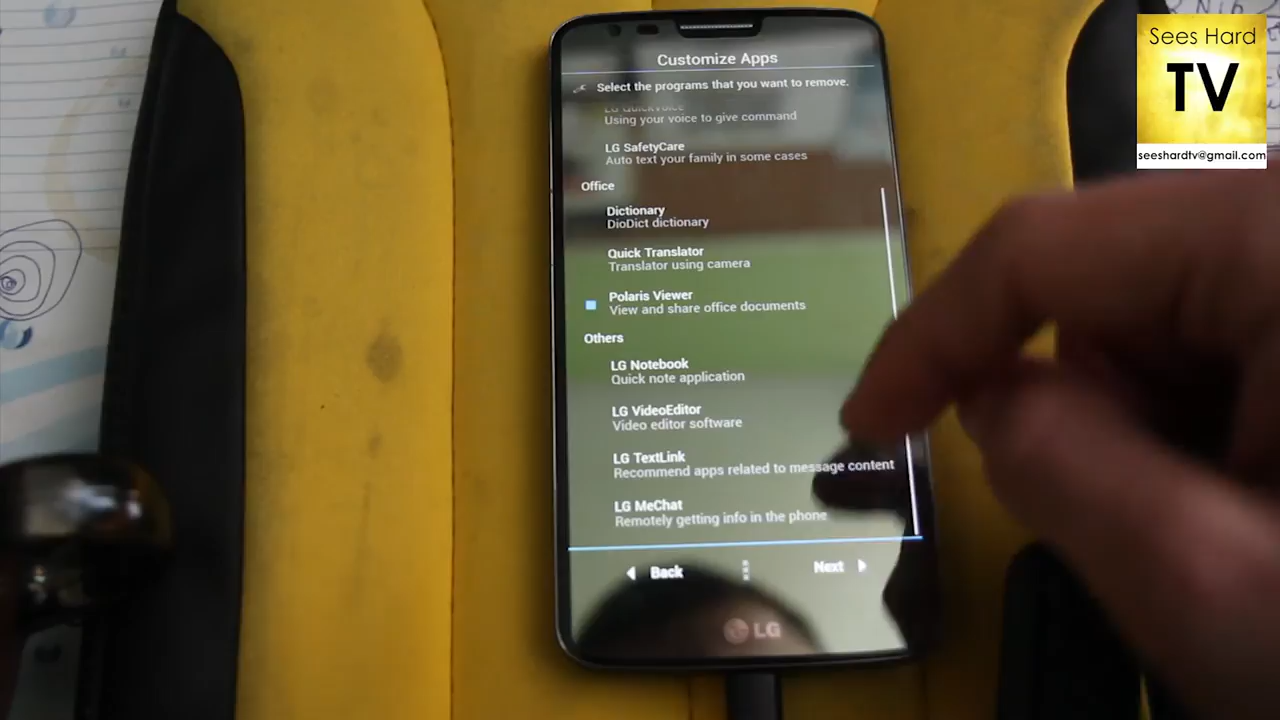 Sees Hard
TV
seeshardtv@gmail.com
Customize Apps
Select the programs that you want to remove.
LG QuickVoice
Using your voice to give command
LG SafetyCare
Auto text your family in some cases
Office
Dictionary
DioDict dictionary
Quick Translator
Translator using camera
Polaris Viewer
View and share office documents
Others
LG Notebook
Quick note application
LG VideoEditor
Video editor software
LG TextLink
Recommend apps related to message content
LG MeChat
Remotely getting info in the phone
Back
Next
LG